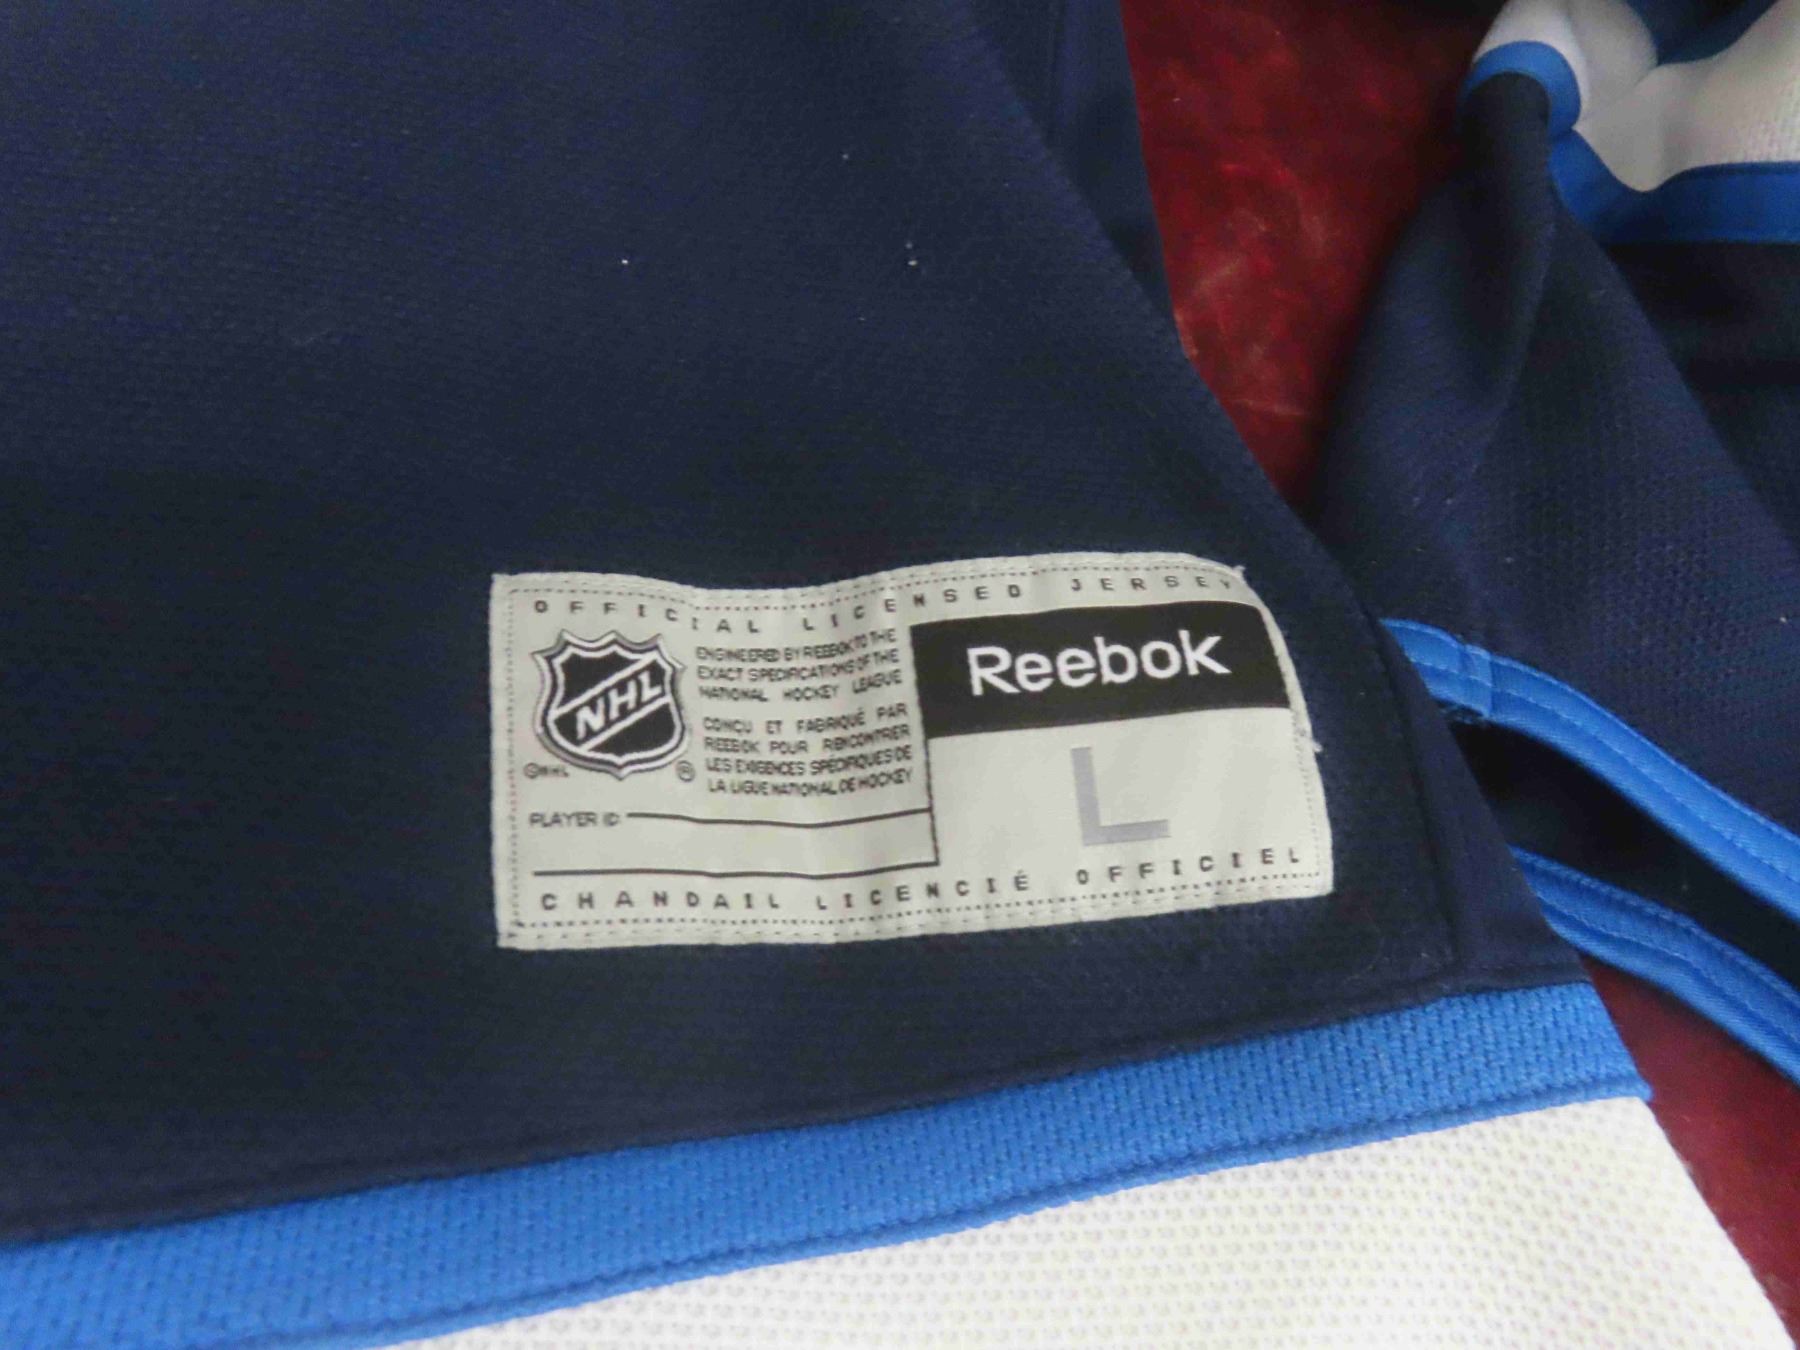 OFFICIAL LICENSED JERSEY
NHL
©NHL
®
ENGINEERED BY REEBOK TO THE
EXACT SPECIFICATIONS OF THE
NATIONAL HOCKEY LEAGUE
CONÇU ET FABRIQUÉ PAR
REEBOK POUR RENCONTRER
LES EXIGENCES SPÉCIFIQUES DE
LA LIGUE NATIONAL DE HOCKEY
PLAYER ID:
Reebok
L
CHANDAIL LICENCIÉ OFFICIEL